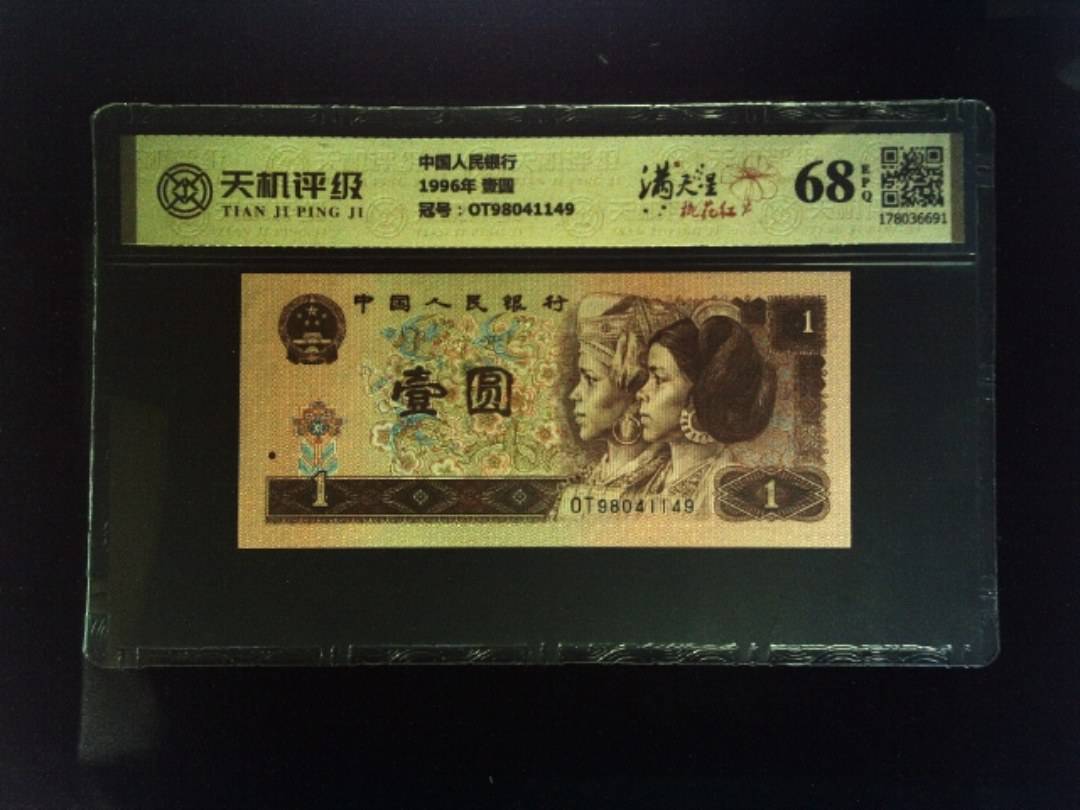 天机评级
TIAN JI PING JI
中国人民银行
1996年 壹圆
冠号：OT98041149
满天星
桃花红
68
EPQ
178036691
中国人民银行
1
壹圆
1
OT98041149
1